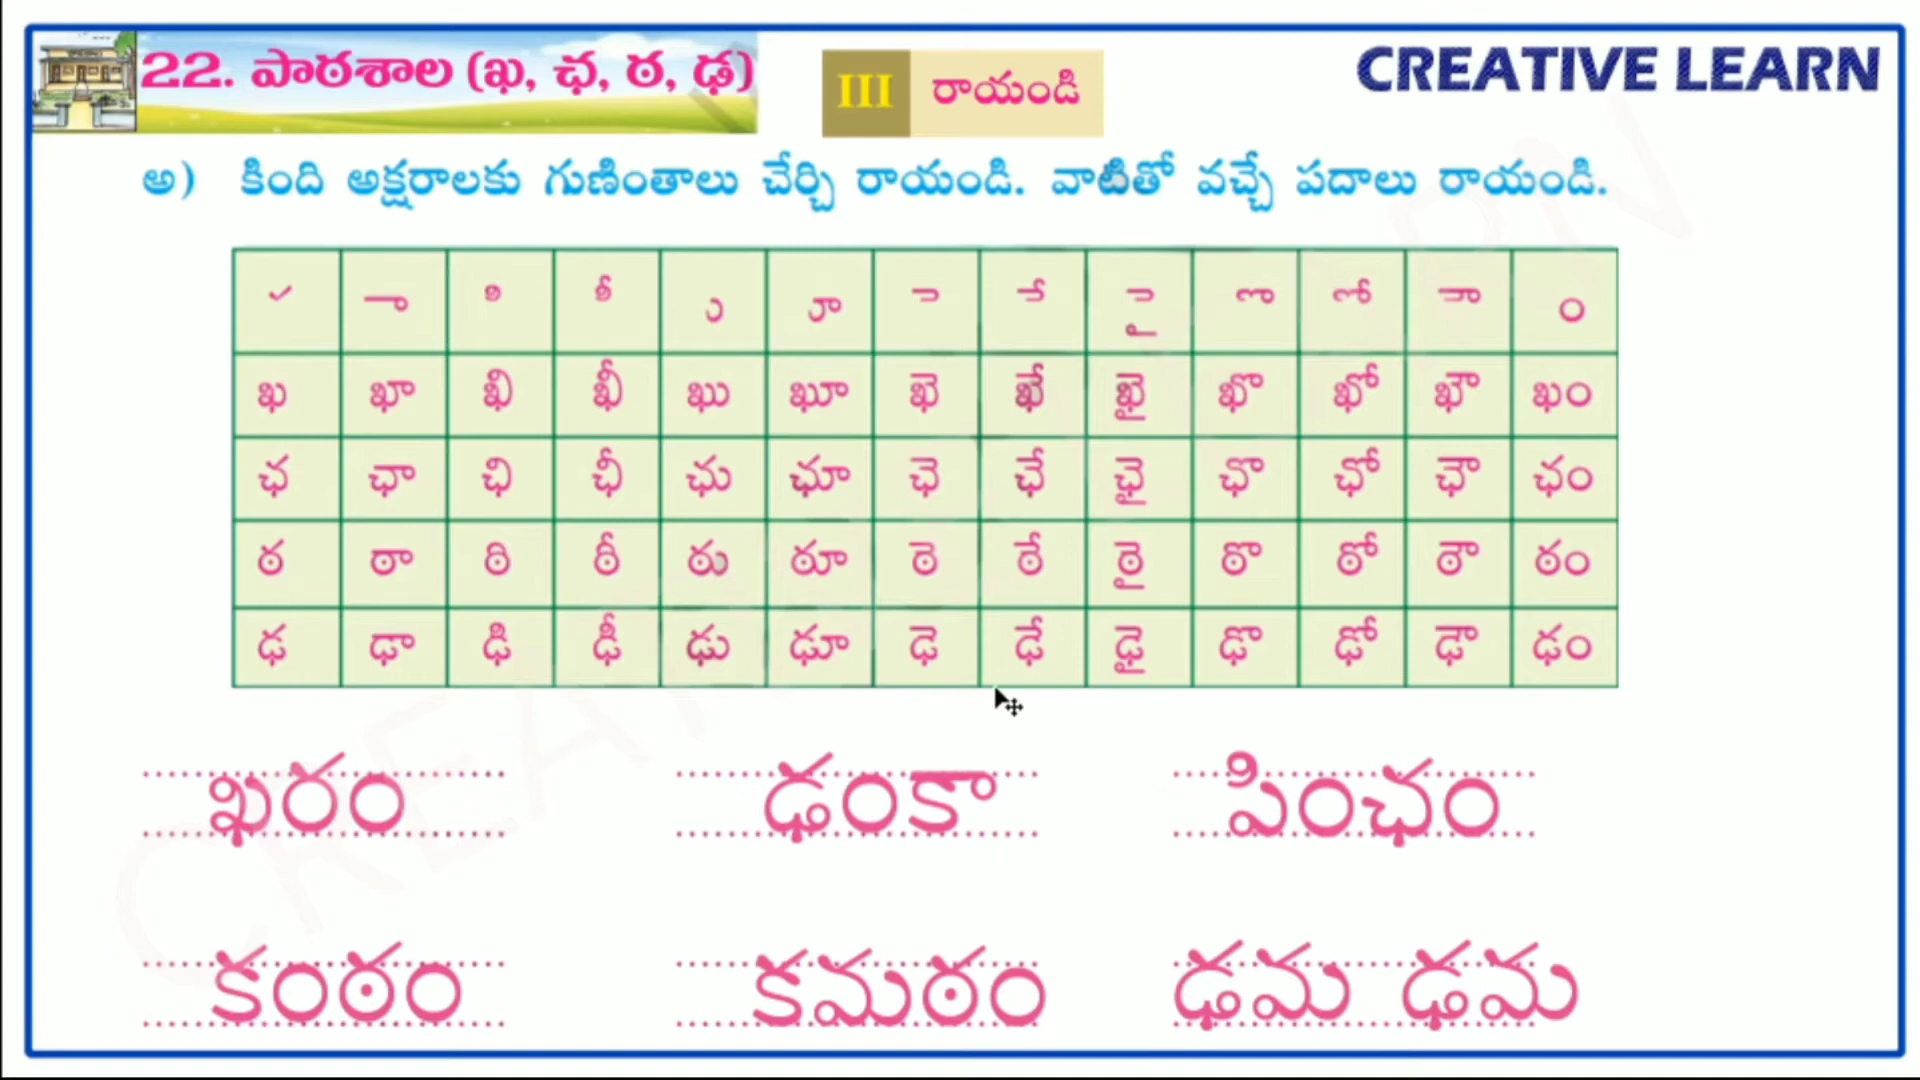 22. పాఠశాల (ఖ, ఛ, ఠ, ఢ) III రాయండి CREATIVE LEARN
అ) కింది అక్షరాలకు గుణింతాలు చేర్చి రాయండి. వాటితో వచ్చే పదాలు రాయండి.
✓ ా ి ీ ు ూ ె ే ై ొ ో ౌ ం
ఖ ఖా ఖి ఖీ ఖు ఖూ ఖె ఖే ఖై ఖొ ఖో ఖౌ ఖం
ఛ ఛా ఛి ఛీ ఛు ఛూ ఛె ఛే ఛై ఛొ ఛో ఛౌ ఛం
ఠ ఠా ఠి ఠీ ఠు ఠూ ఠె ఠే ఠై ఠొ ఠో ఠౌ ఠం
ఢ ఢా ఢి ఢీ ఢు ఢూ ఢె ఢే ఢై ఢొ ఢో ఢౌ ఢం
ఖరం ఢంకా పింఛం
కంఠం కమఠం ఢమ ఢమ